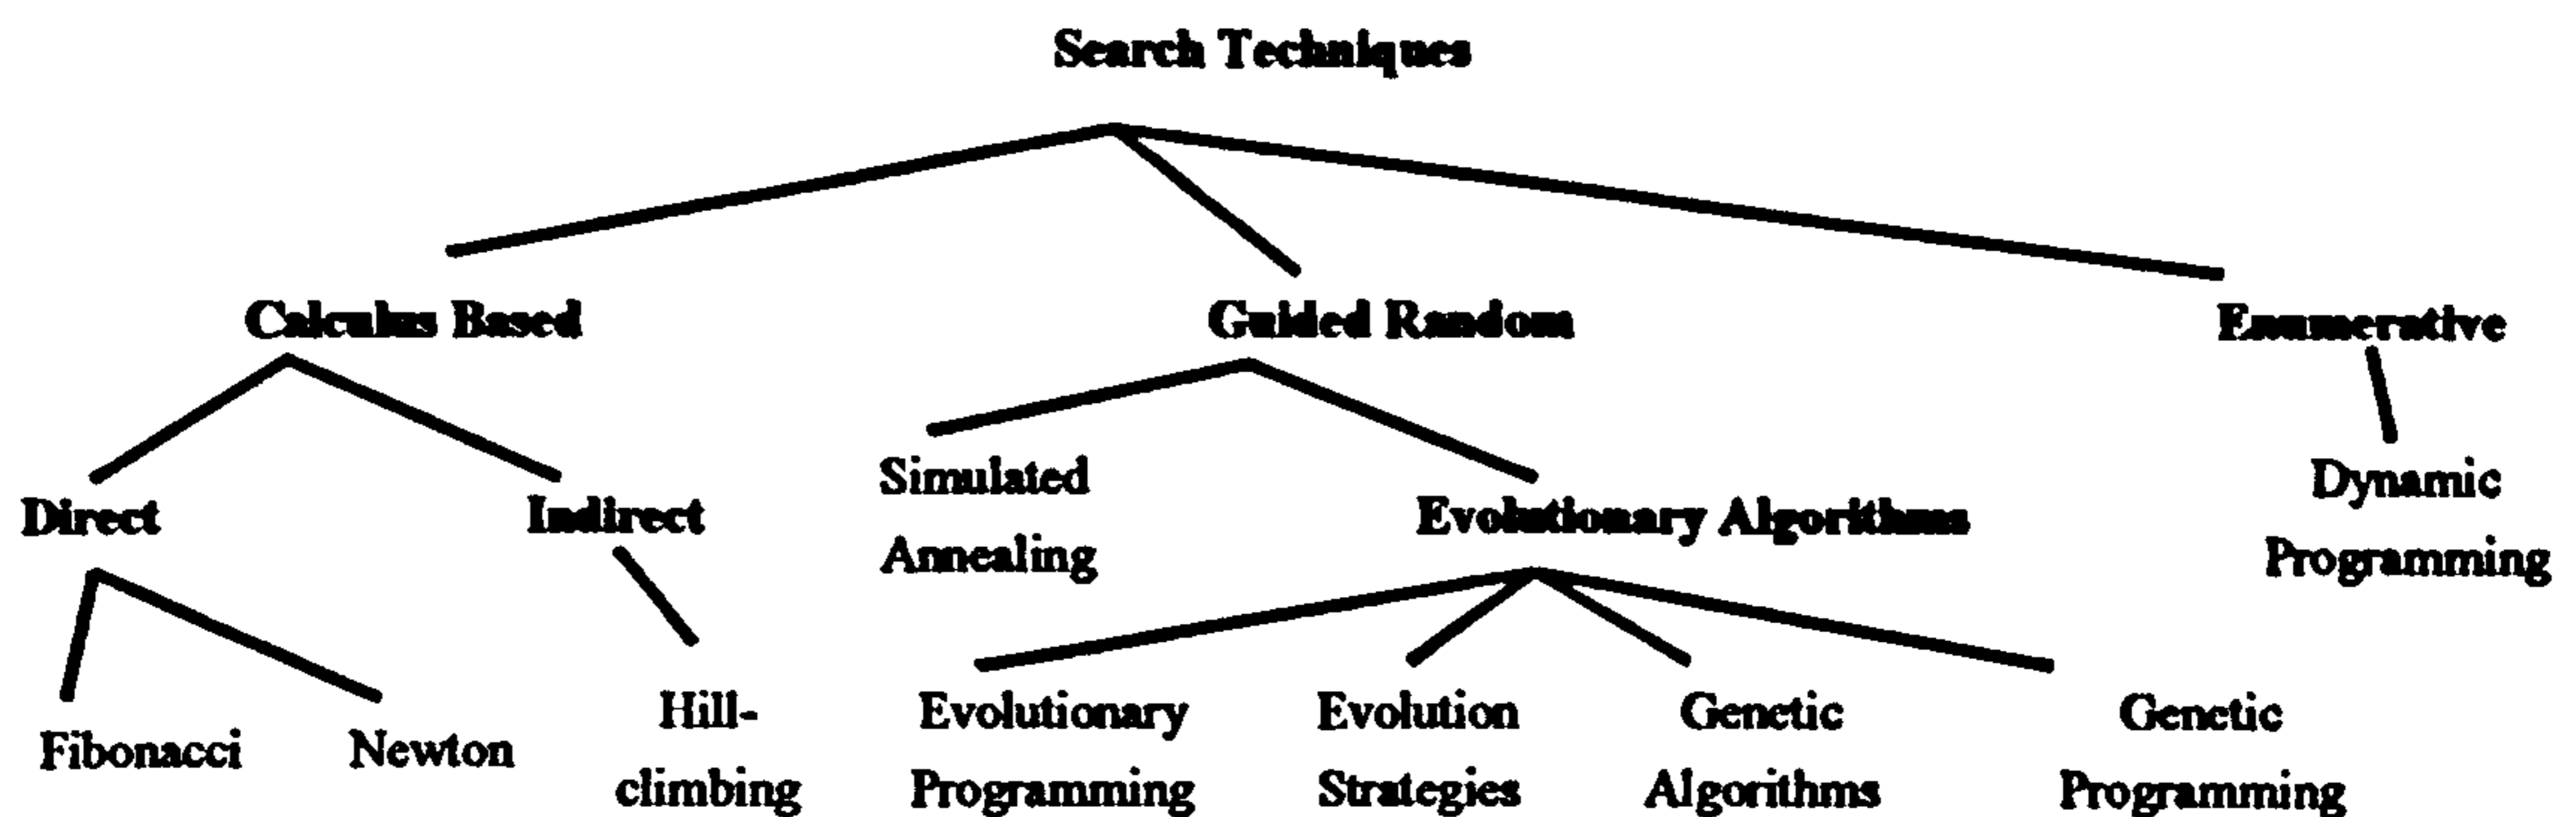 Search Techniques
Calculus Based
Guided Random
Enumerative
Direct
Indirect
Simulated
Annealing
Evolutionary Algorithms
Dynamic
Programming
Fibonacci
Newton
Hill-
climbing
Evolutionary
Programming
Evolution
Strategies
Genetic
Algorithms
Genetic
Programming